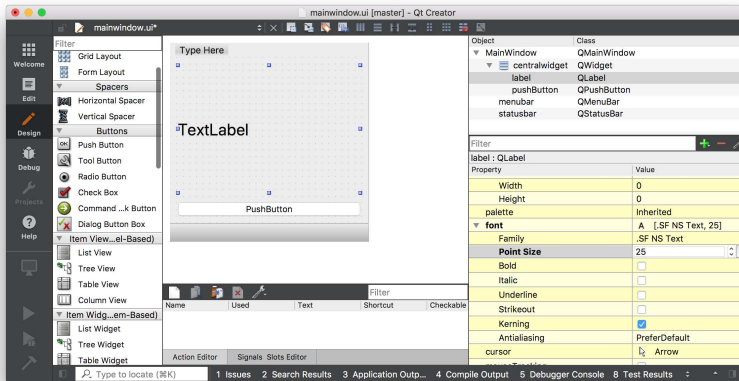 mainwindow.ui [master] - Qt Creator
mainwindow.ui*
Welcome
Edit
Design
Debug
Projects
Help
Filter
Grid Layout
Form Layout
Spacers
Horizontal Spacer
Vertical Spacer
Buttons
OK Push Button
Tool Button
Radio Button
Check Box
Command ...k Button
Dialog Button Box
Item View...el-Based)
List View
Tree View
Table View
Column View
Item Widg...em-Based)
List Widget
Tree Widget
Table Widget
Type Here
TextLabel
PushButton
Filter
Name Used Text Shortcut Checkable
Action Editor Signals Slots Editor
Object Class
MainWindow QMainWindow
centralwidget QWidget
label QLabel
pushButton QPushButton
menubar QMenuBar
statusbar QStatusBar
Filter
label : QLabel
Property Value
Width 0
Height 0
palette Inherited
font A [.SF NS Text, 25]
Family .SF NS Text
Point Size 25
Bold
Italic
Underline
Strikeout
Kerning
Antialiasing PreferDefault
cursor Arrow
mouseTracking
Type to locate (⌘K) 1 Issues 2 Search Results 3 Application Outp... 4 Compile Output 5 Debugger Console 8 Test Results